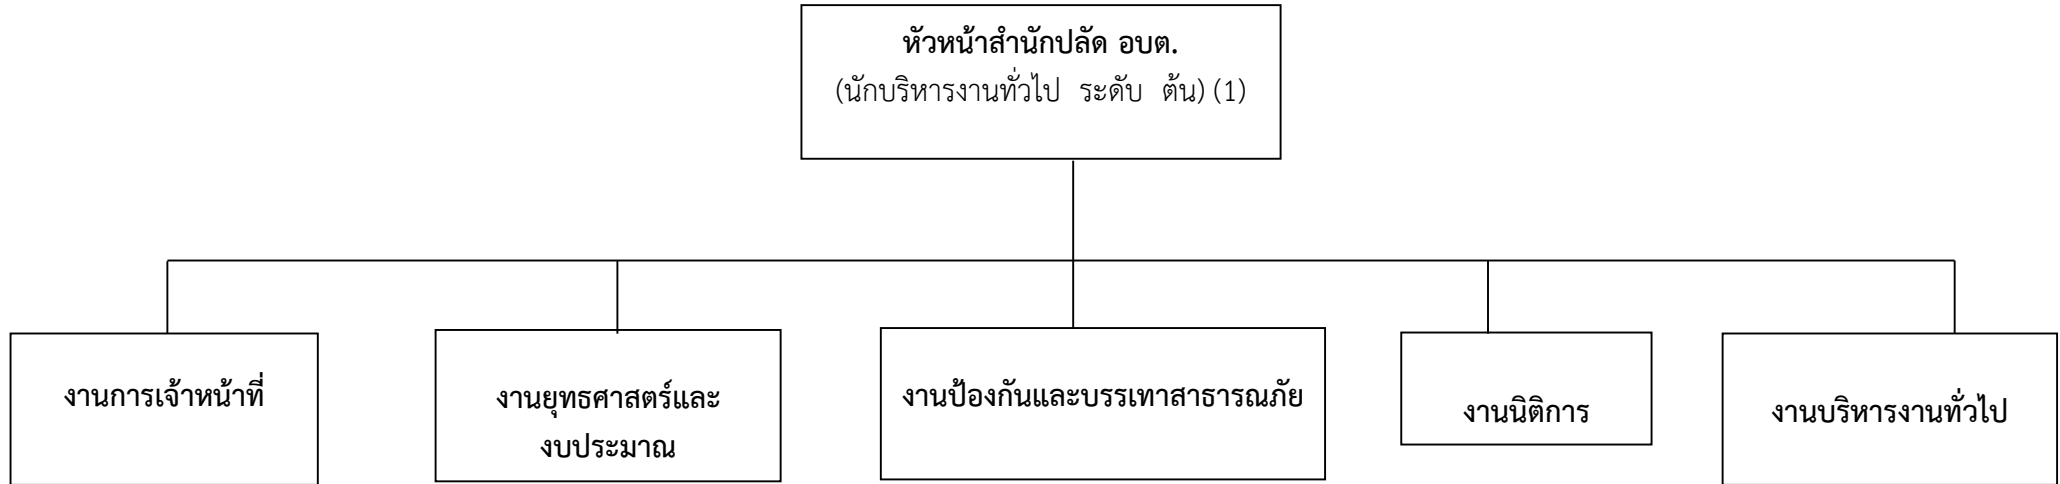 หัวหน้าสำนักปลัด อบต.
(นักบริหารงานทั่วไป ระดับ ต้น) (1)
งานการเจ้าหน้าที่
งานยุทธศาสตร์และ
งบประมาณ
งานป้องกันและบรรเทาสาธารณภัย
งานนิติการ
งานบริหารงานทั่วไป